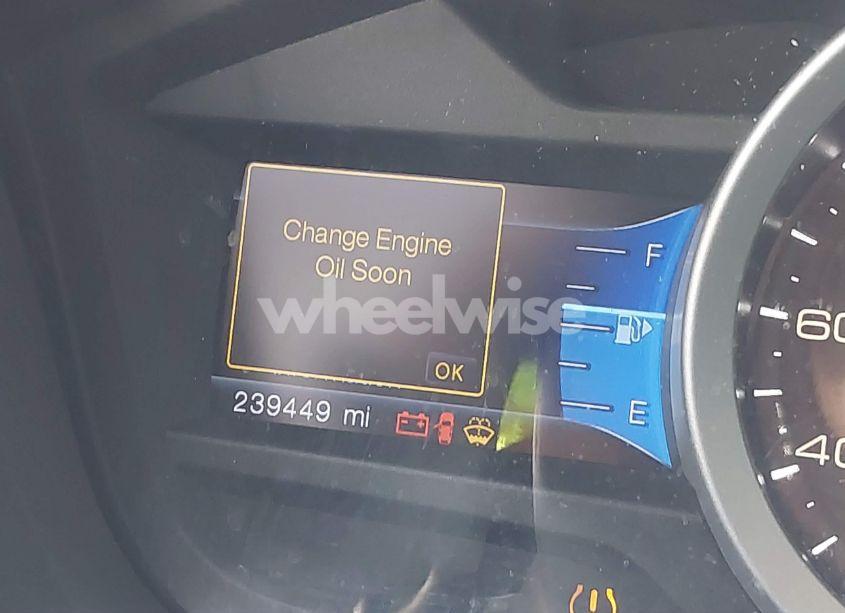 Change Engine
Oil Soon
wheelwise
OK
239449 mi
F
E
60
40